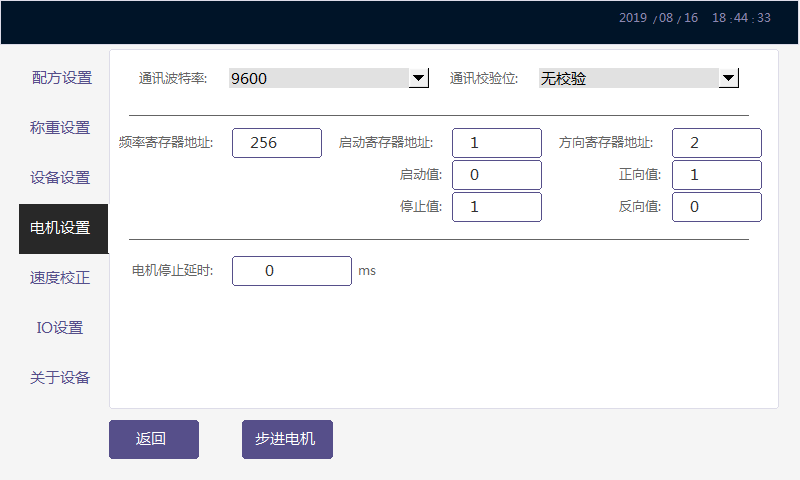 2019 / 08 / 16 18 : 44 : 33
配方设置
称重设置
设备设置
电机设置
速度校正
IO设置
关于设备
通讯波特率: 9600 通讯校验位: 无校验
频率寄存器地址: 256 启动寄存器地址: 1 方向寄存器地址: 2
启动值: 0 正向值: 1
停止值: 1 反向值: 0
电机停止延时: 0 ms
返回 步进电机